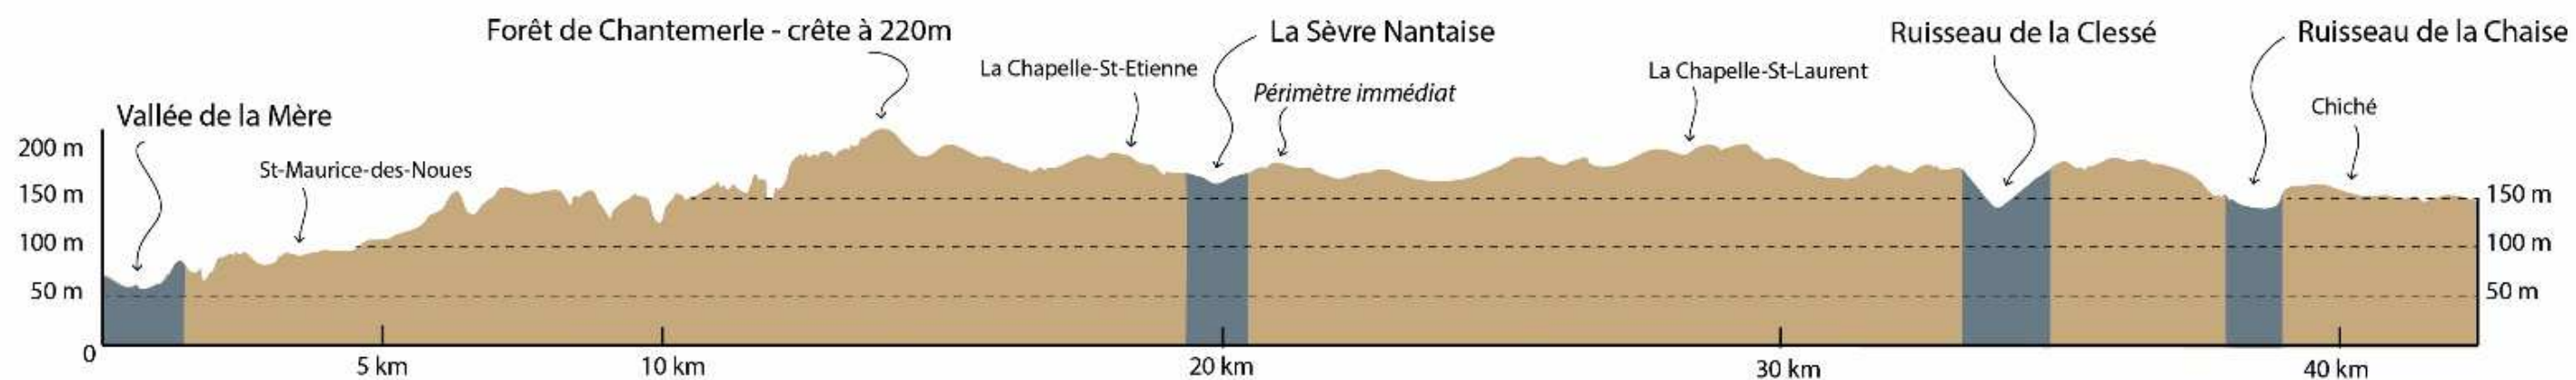 Forêt de Chantemerle - crête à 220m
La Sèvre Nantaise
Ruisseau de la Clessé
Ruisseau de la Chaise
La Chapelle-St-Etienne
La Chapelle-St-Laurent
Périmètre immédiat
Chiché
Vallée de la Mère
St-Maurice-des-Noues
200 m
150 m
100 m
50 m
0
150 m
100 m
50 m
5 km
10 km
20 km
30 km
40 km